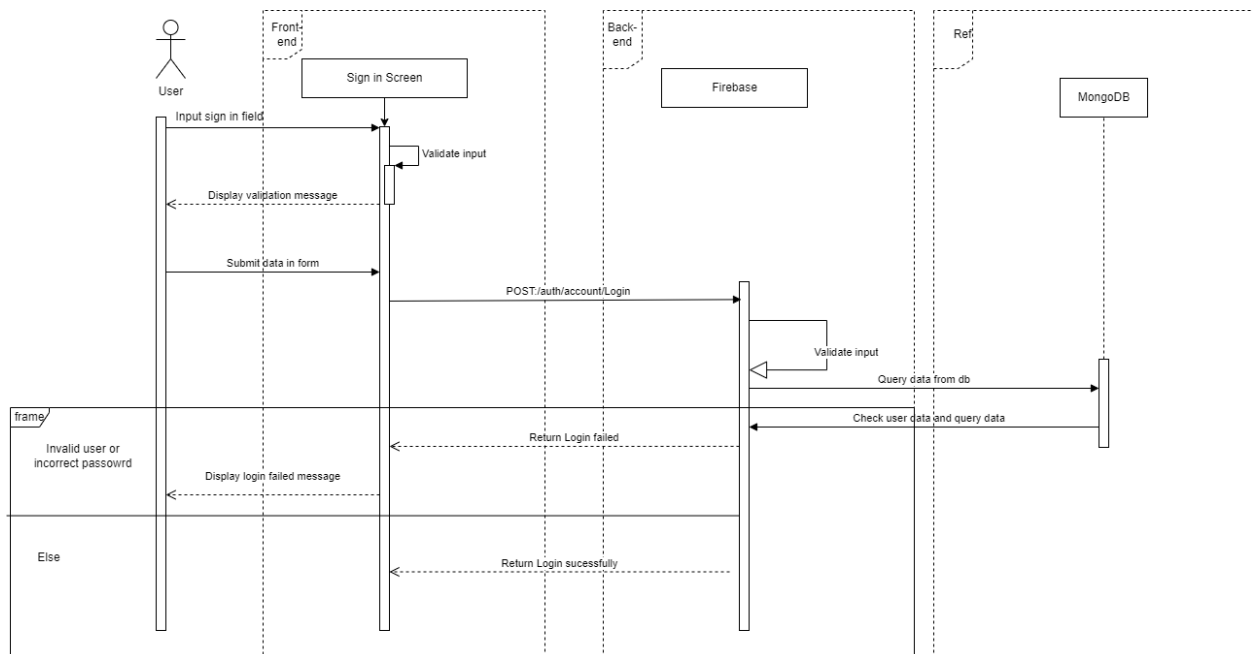 Front-
end
Back-
end
Ref
Sign in Screen
Firebase
User
MongoDB
Input sign in field
Validate input
Display validation message
Submit data in form
POST:/auth/account/Login
Validate input
Query data from db
frame
Check user data and query data
Return Login failed
Invalid user or
incorrect passowrd
Display login failed message
Else
Return Login sucessfully